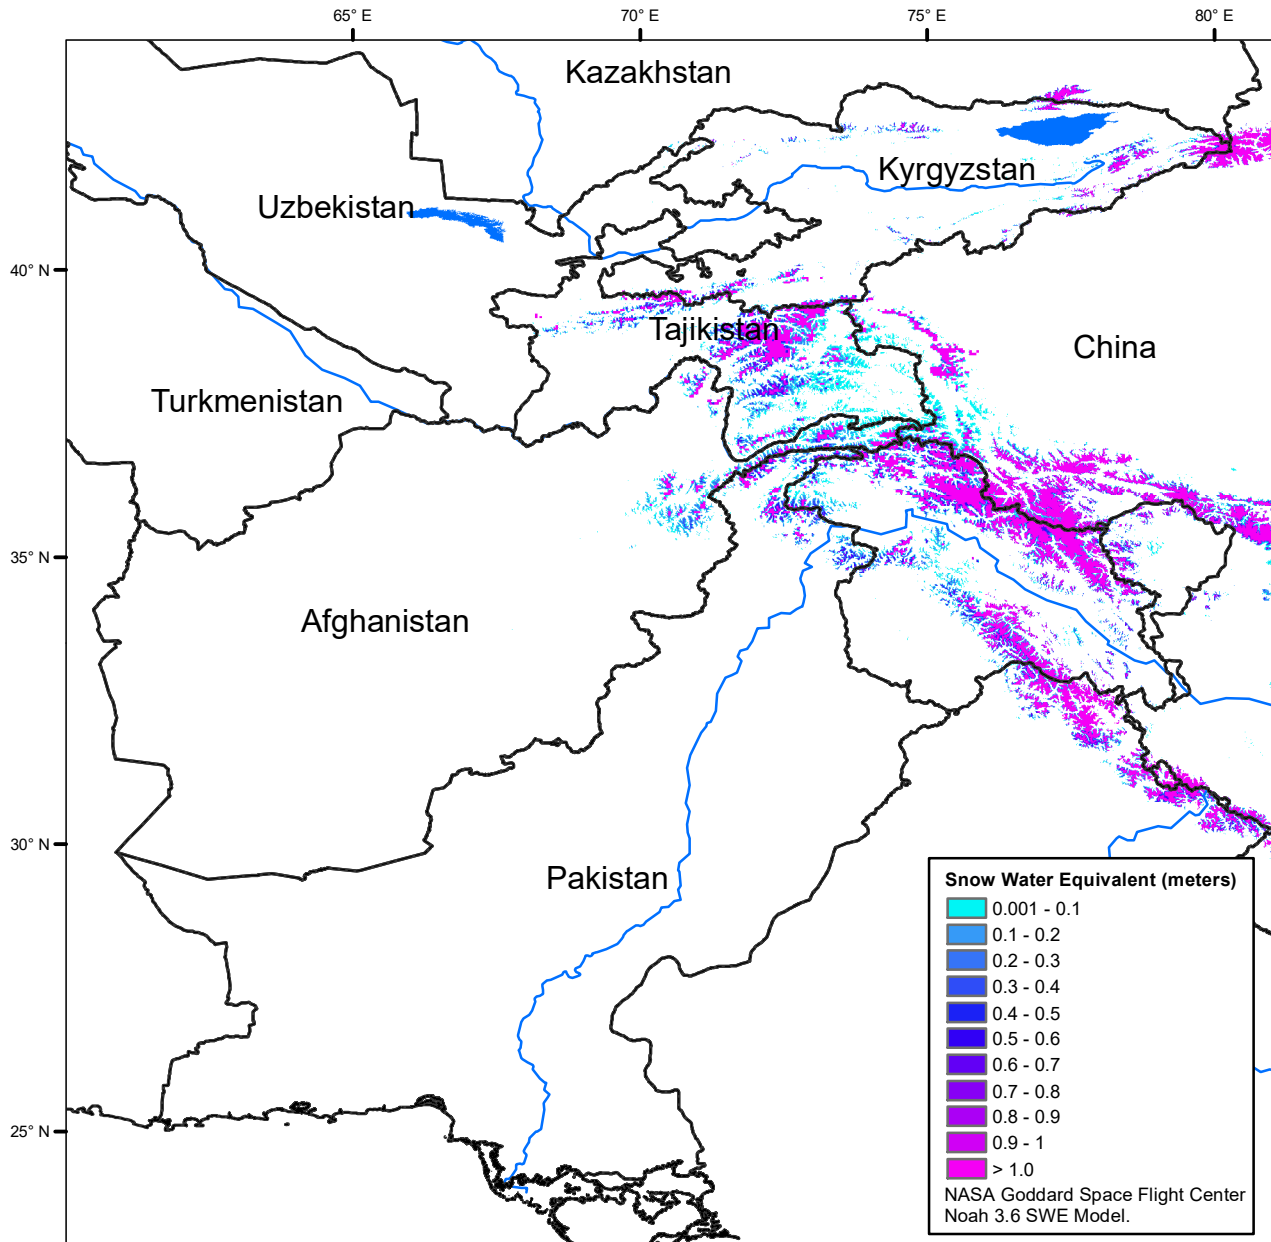 65° E
70° E
75° E
80° E
Kazakhstan
Kyrgyzstan
Uzbekistan
40° N
Tajikistan
China
Turkmenistan
35° N
Afghanistan
30° N
Pakistan
25° N
Snow Water Equivalent (meters)
0.001 - 0.1
0.1 - 0.2
0.2 - 0.3
0.3 - 0.4
0.4 - 0.5
0.5 - 0.6
0.6 - 0.7
0.7 - 0.8
0.8 - 0.9
0.9 - 1
> 1.0
NASA Goddard Space Flight Center
Noah 3.6 SWE Model.